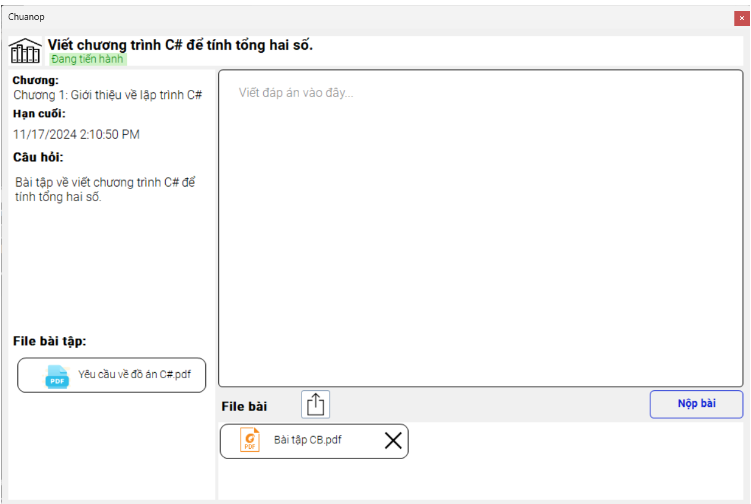 Chuanop
Viết chương trình C# để tính tổng hai số.
Đang tiến hành
Chương:
Chương 1: Giới thiệu về lập trình C#
Hạn cuối:
11/17/2024 2:10:50 PM
Câu hỏi:
Bài tập về viết chương trình C# để
tính tổng hai số.
File bài tập:
PDF
Yêu cầu về đồ án C#.pdf
Viết đáp án vào đây...
File bài
Nộp bài
PDF
Bài tập CB.pdf